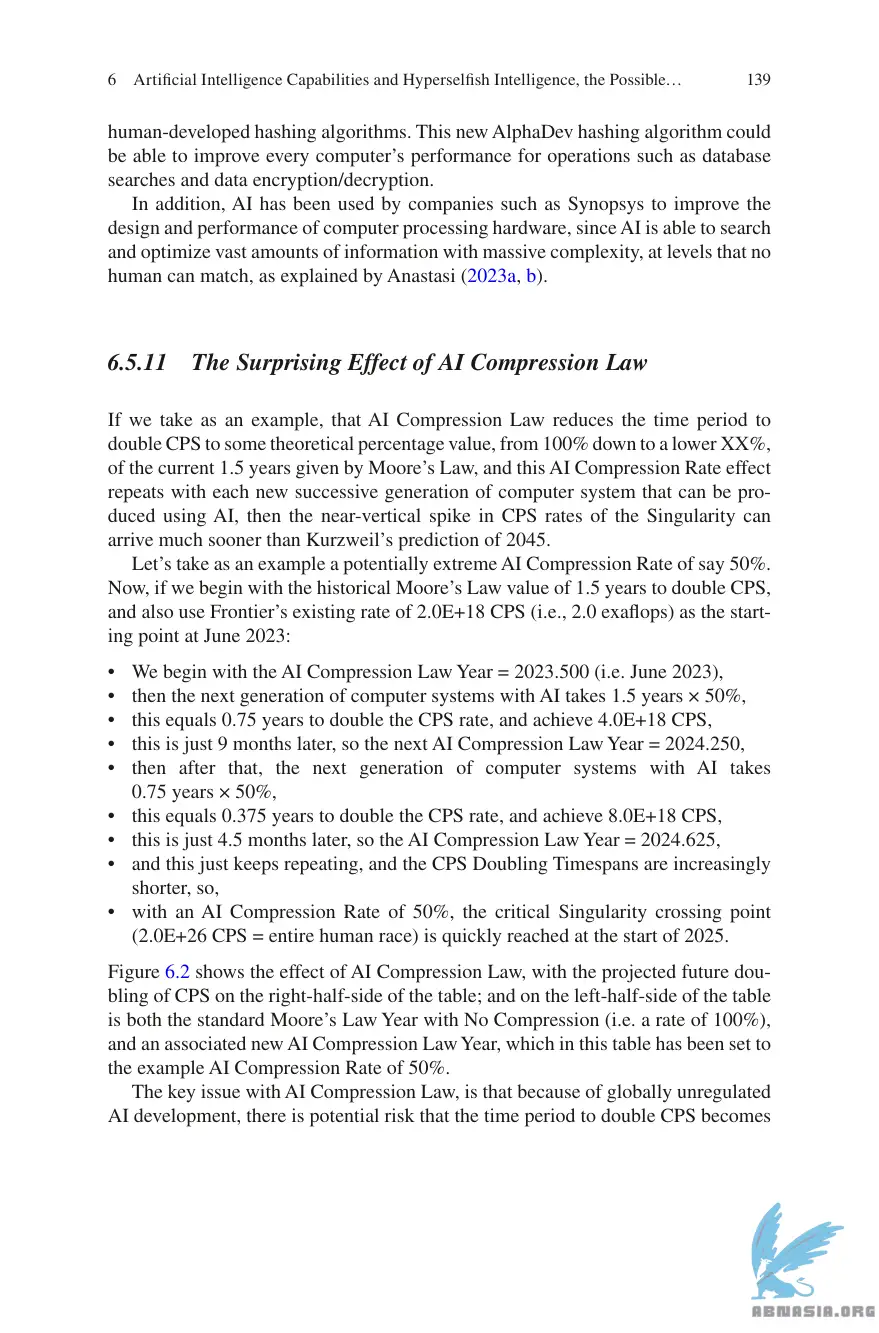 6 Artificial Intelligence Capabilities and Hyperselfish Intelligence, the Possible… 139
human-developed hashing algorithms. This new AlphaDev hashing algorithm could
be able to improve every computer’s performance for operations such as database
searches and data encryption/decryption.
In addition, AI has been used by companies such as Synopsys to improve the
design and performance of computer processing hardware, since AI is able to search
and optimize vast amounts of information with massive complexity, at levels that no
human can match, as explained by Anastasi (2023a, b).
6.5.11 The Surprising Effect of AI Compression Law
If we take as an example, that AI Compression Law reduces the time period to
double CPS to some theoretical percentage value, from 100% down to a lower XX%,
of the current 1.5 years given by Moore’s Law, and this AI Compression Rate effect
repeats with each new successive generation of computer system that can be pro-
duced using AI, then the near-vertical spike in CPS rates of the Singularity can
arrive much sooner than Kurzweil’s prediction of 2045.
Let’s take as an example a potentially extreme AI Compression Rate of say 50%.
Now, if we begin with the historical Moore’s Law value of 1.5 years to double CPS,
and also use Frontier’s existing rate of 2.0E+18 CPS (i.e., 2.0 exaflops) as the start-
ing point at June 2023:
• We begin with the AI Compression Law Year = 2023.500 (i.e. June 2023),
• then the next generation of computer systems with AI takes 1.5 years × 50%,
• this equals 0.75 years to double the CPS rate, and achieve 4.0E+18 CPS,
• this is just 9 months later, so the next AI Compression Law Year = 2024.250,
• then after that, the next generation of computer systems with AI takes
0.75 years × 50%,
• this equals 0.375 years to double the CPS rate, and achieve 8.0E+18 CPS,
• this is just 4.5 months later, so the AI Compression Law Year = 2024.625,
• and this just keeps repeating, and the CPS Doubling Timespans are increasingly
shorter, so,
• with an AI Compression Rate of 50%, the critical Singularity crossing point
(2.0E+26 CPS = entire human race) is quickly reached at the start of 2025.
Figure 6.2 shows the effect of AI Compression Law, with the projected future dou-
bling of CPS on the right-half-side of the table; and on the left-half-side of the table
is both the standard Moore’s Law Year with No Compression (i.e. a rate of 100%),
and an associated new AI Compression Law Year, which in this table has been set to
the example AI Compression Rate of 50%.
The key issue with AI Compression Law, is that because of globally unregulated
AI development, there is potential risk that the time period to double CPS becomes
ABNASIA.ORG